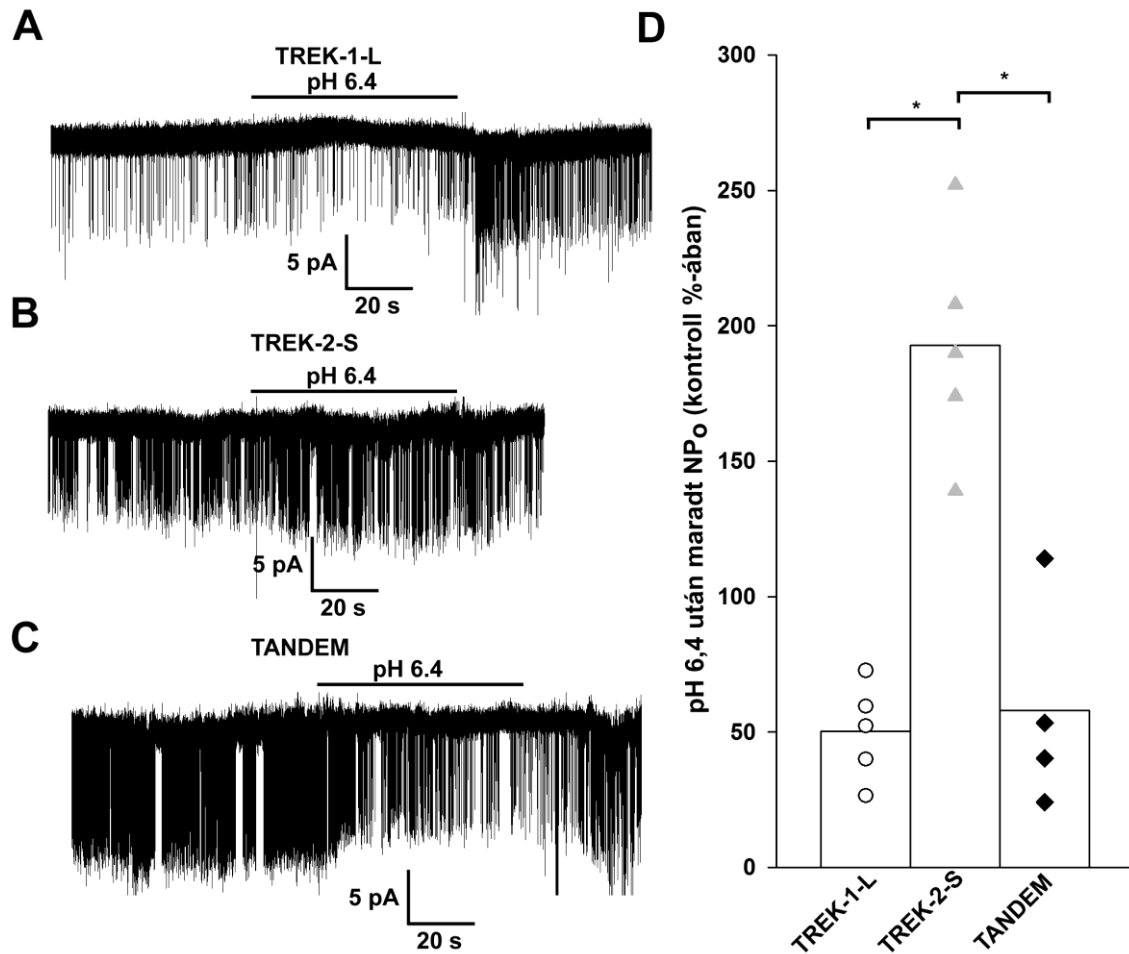 A
TREK-1-L
pH 6.4
5 pA
20 s
B
TREK-2-S
pH 6.4
5 pA
20 s
C
TANDEM
pH 6.4
5 pA
20 s
D
pH 6,4 után maradt NPO (kontroll %-ában)
300
250
200
150
100
50
0
*
*
TREK-1-L
TREK-2-S
TANDEM